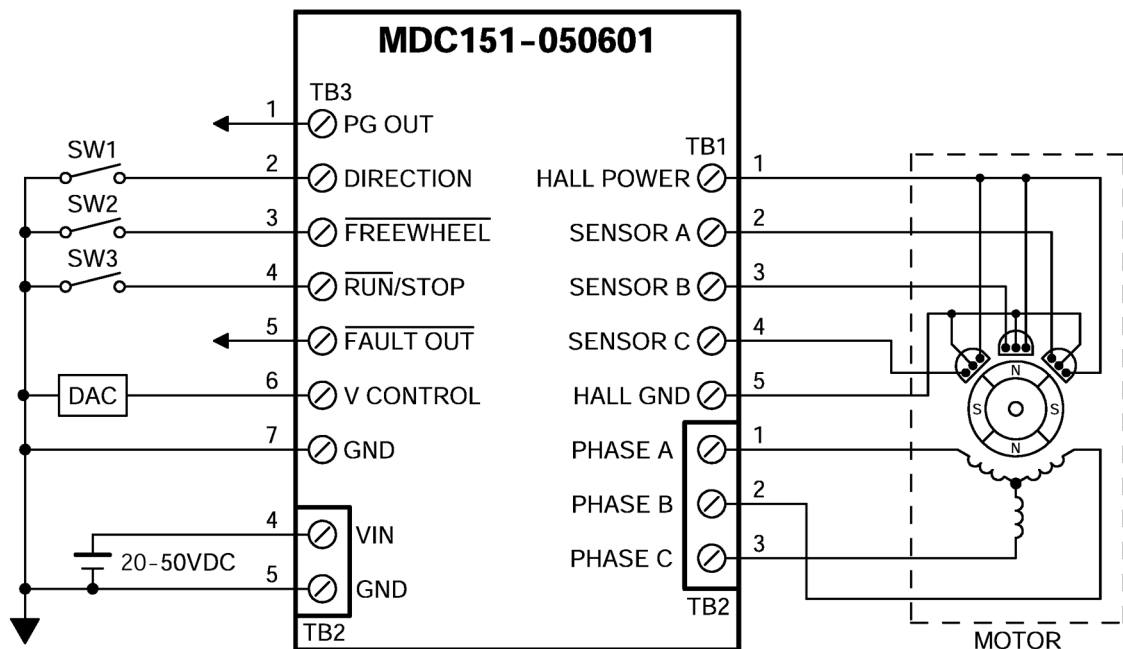 MDC151-050601
TB3
1 PG OUT
SW1
2 DIRECTION
SW2
3 FREEWHEEL
SW3
4 RUN/STOP
5 FAULT OUT
DAC
6 V CONTROL
7 GND
4 VIN
20-50VDC
5 GND
TB2
TB1
HALL POWER 1
SENSOR A 2
SENSOR B 3
SENSOR C 4
HALL GND 5
PHASE A 1
PHASE B 2
PHASE C 3
TB2
N
S S
N
MOTOR